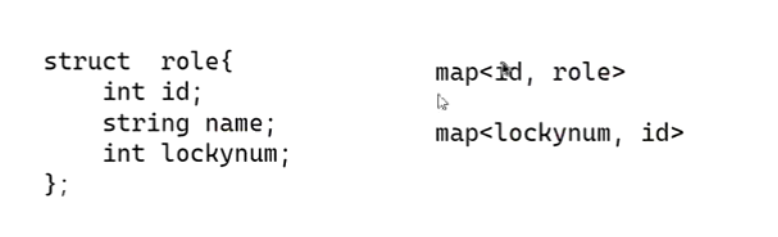 struct  role{
    int id;
    string name;
    int lockynum;
};
map<id, role>
map<lockynum, id>